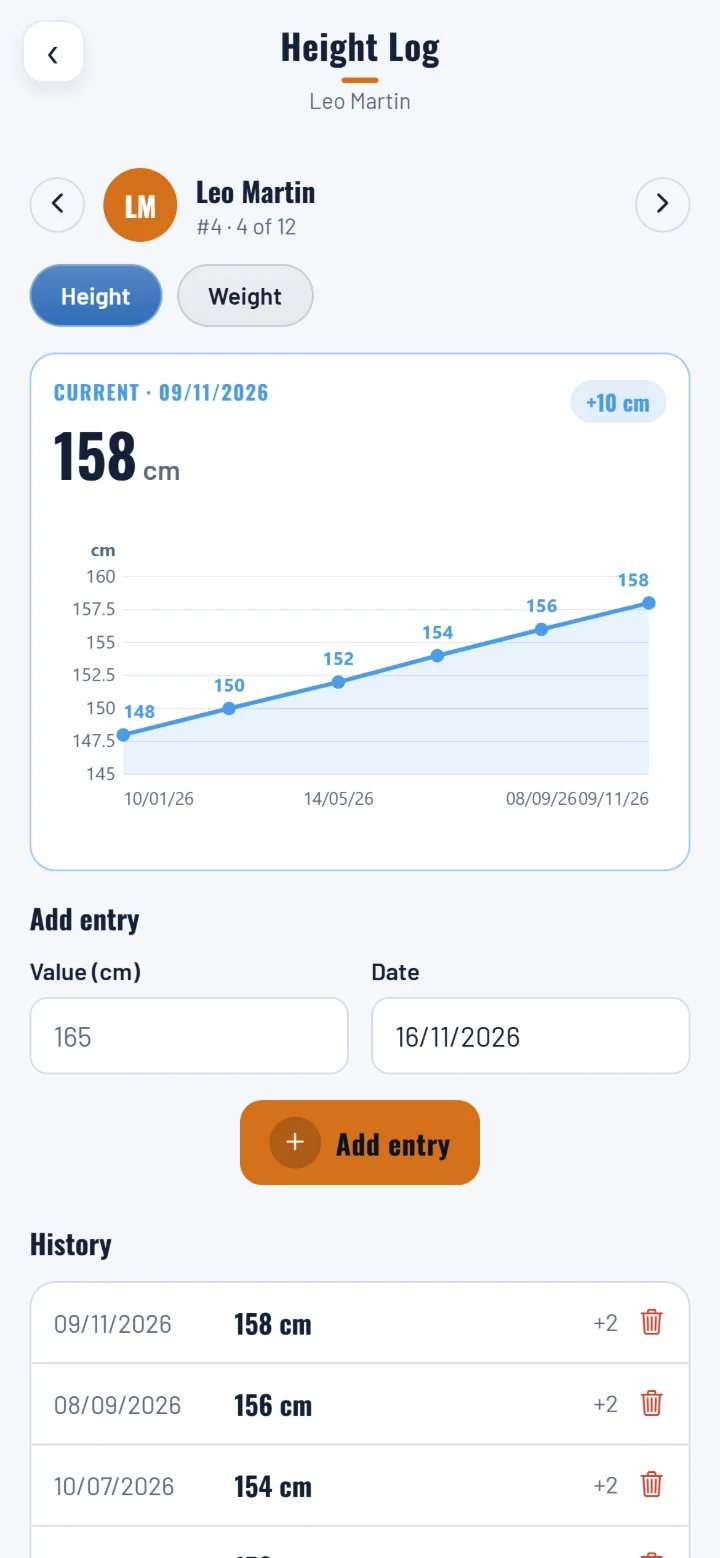 Height Log
Leo Martin
LM
Leo Martin
#4 · 4 of 12
Height
Weight
CURRENT · 09/11/2026
+10 cm
158 cm
cm
160
157.5
155
152.5
150
147.5
145
148
150
152
154
156
158
10/01/26
14/05/26
08/09/26
09/11/26
Add entry
Value (cm)
Date
165
16/11/2026
+ Add entry
History
09/11/2026 158 cm +2
08/09/2026 156 cm +2
10/07/2026 154 cm +2